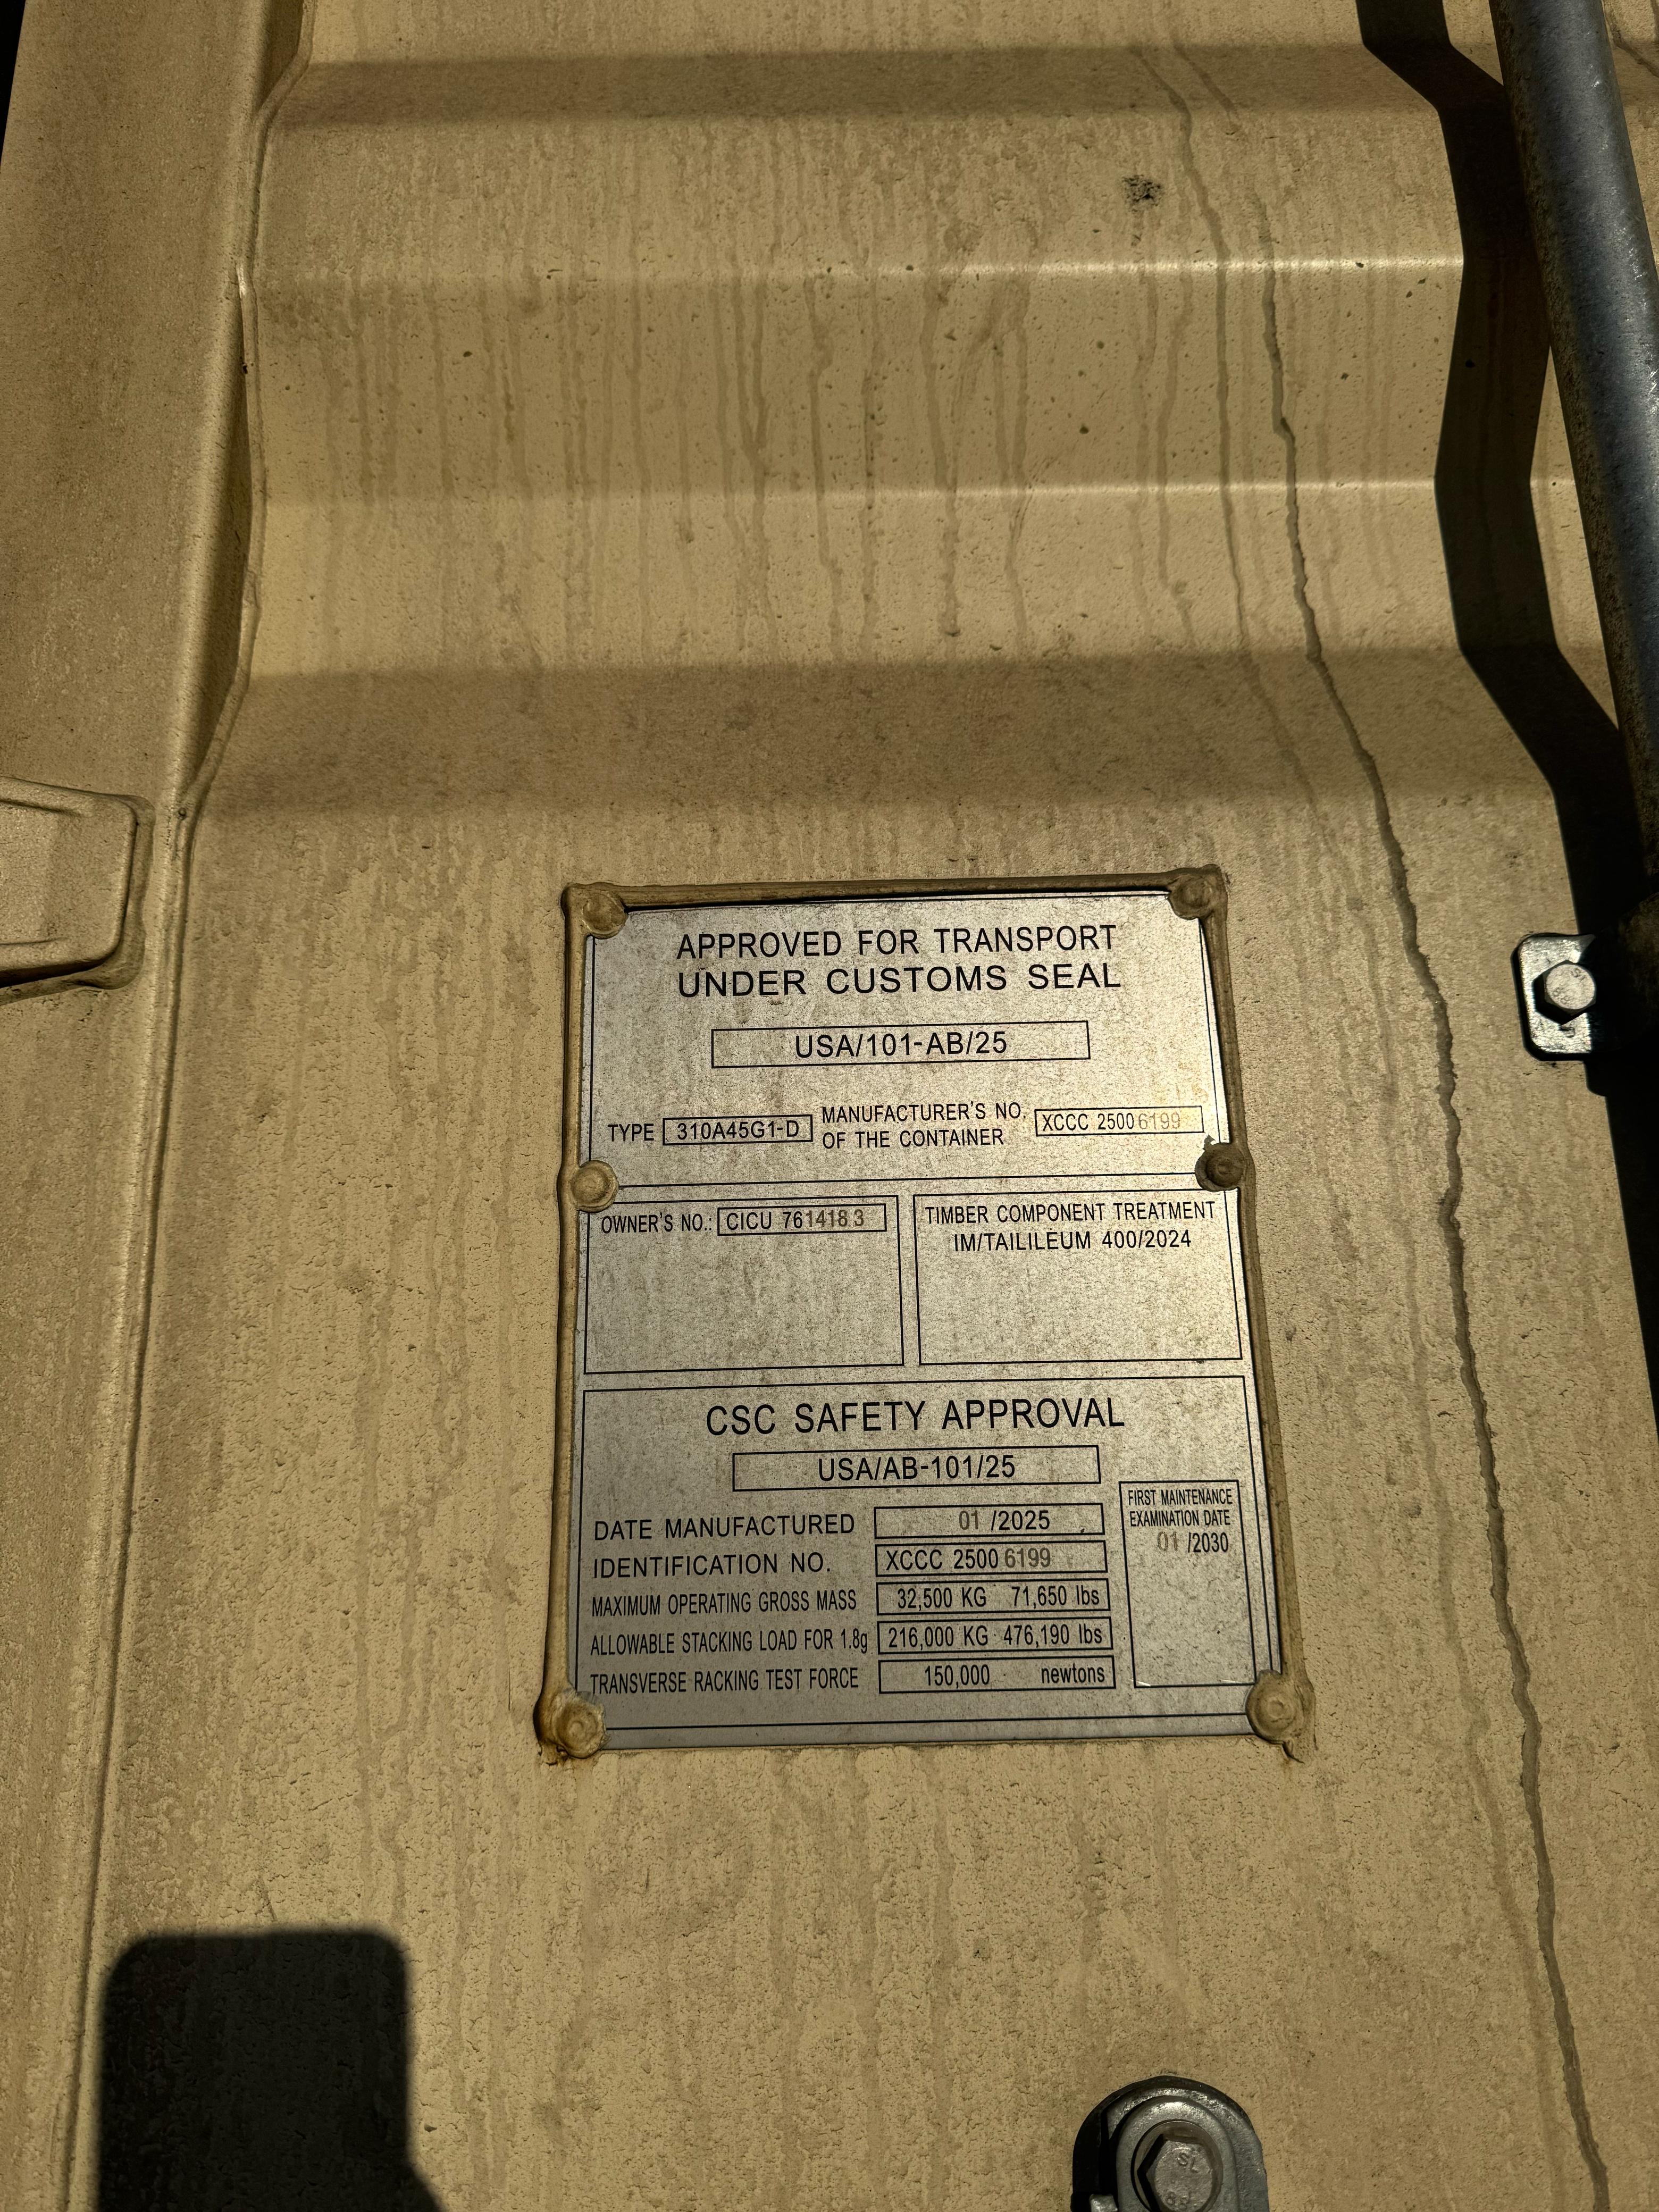 APPROVED FOR TRANSPORT
UNDER CUSTOMS SEAL
USA/101-AB/25
TYPE 310A45G1-D
MANUFACTURER'S NO.
OF THE CONTAINER
XCCC 2500 6199
OWNER'S NO.: CICU 761418 3
TIMBER COMPONENT TREATMENT
IM/TAILILEUM 400/2024
CSC SAFETY APPROVAL
USA/AB-101/25
DATE MANUFACTURED 01 /2025
IDENTIFICATION NO. XCCC 2500 6199
MAXIMUM OPERATING GROSS MASS 32,500 KG 71,650 lbs
ALLOWABLE STACKING LOAD FOR 1.8g 216,000 KG 476,190 lbs
TRANSVERSE RACKING TEST FORCE 150,000 newtons
FIRST MAINTENANCE
EXAMINATION DATE
01 /2030
SL